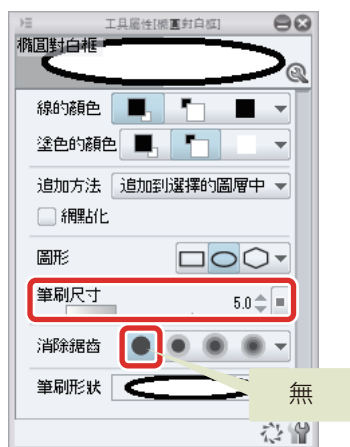 工具屬性[橢圓對白框]
橢圓對白框
線的顏色
塗色的顏色
追加方法 追加到選擇的圖層中
網點化
圖形
筆刷尺寸 5.0
消除鋸齒
無
筆刷形狀